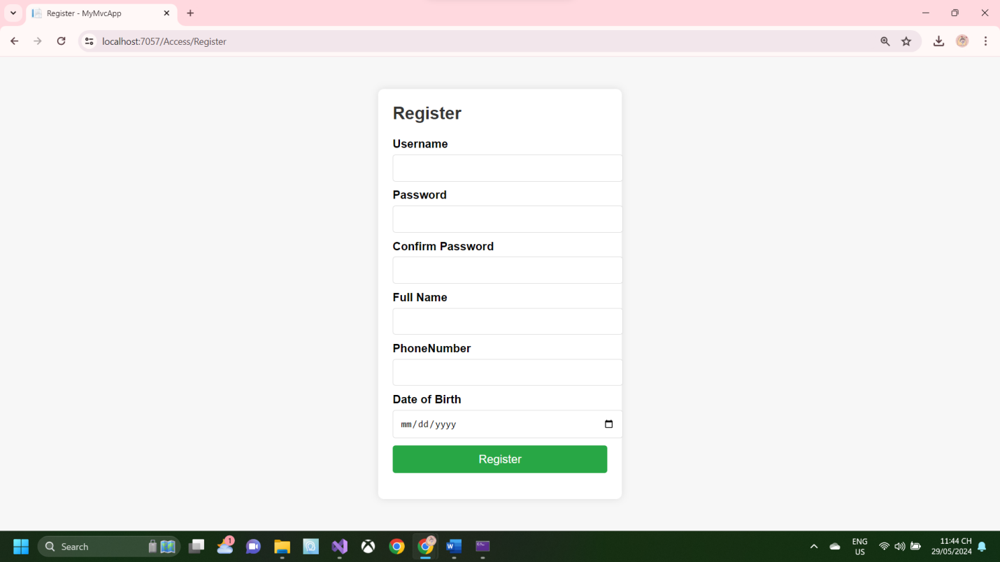 Register - MyMvcApp
localhost:7057/Access/Register
Register
Username
Password
Confirm Password
Full Name
PhoneNumber
Date of Birth
mm/dd/yyyy
Register
Search
1
W
ENG
US
11:44 CH
29/05/2024